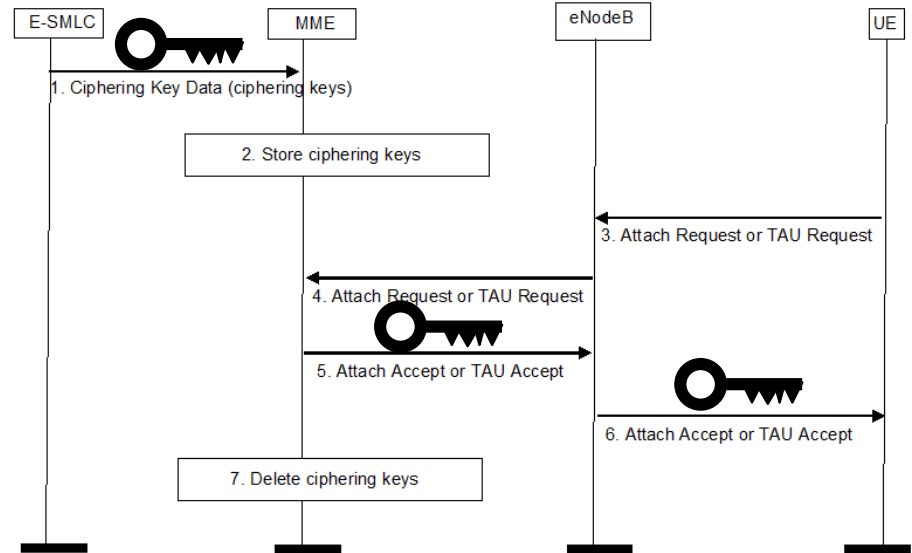 E-SMLC
MME
eNodeB
UE
1. Ciphering Key Data (ciphering keys)
2. Store ciphering keys
3. Attach Request or TAU Request
4. Attach Request or TAU Request
5. Attach Accept or TAU Accept
6. Attach Accept or TAU Accept
7. Delete ciphering keys